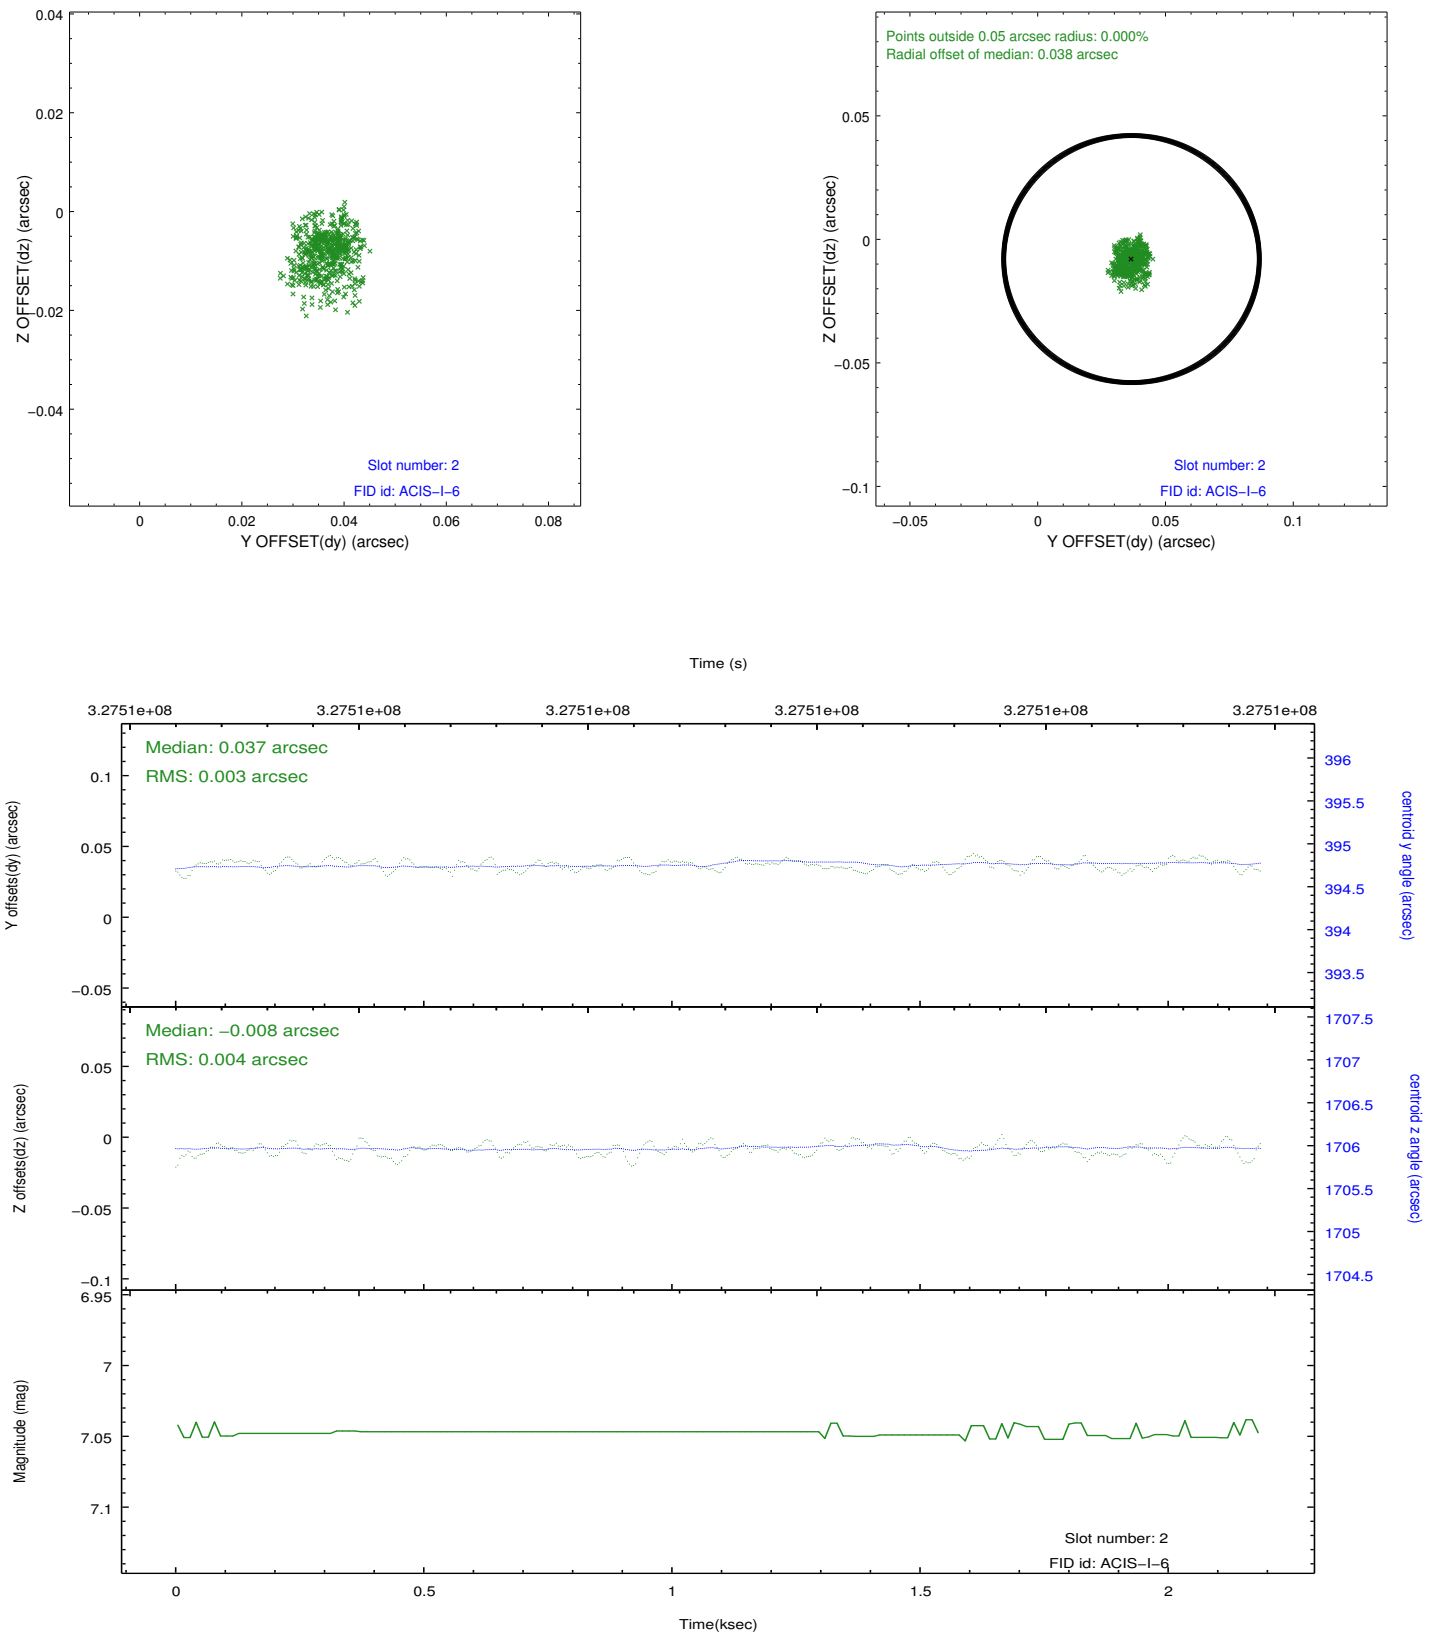 0.04
0.02
0
−0.02
−0.04
Z OFFSET(dz) (arcsec)
Slot number: 2
FID id: ACIS−I−6
0
0.02
0.04
0.06
0.08
Y OFFSET(dy) (arcsec)
Points outside 0.05 arcsec radius: 0.000%
Radial offset of median: 0.038 arcsec
0.05
0
−0.05
−0.1
Z OFFSET(dz) (arcsec)
Slot number: 2
FID id: ACIS−I−6
−0.05
0
0.05
0.1
Y OFFSET(dy) (arcsec)
Time (s)
3.2751e+08
3.2751e+08
3.2751e+08
3.2751e+08
3.2751e+08
3.2751e+08
Median: 0.037 arcsec
RMS: 0.003 arcsec
0.1
0.05
0
−0.05
Y offsets(dy) (arcsec)
396
395.5
395
394.5
394
393.5
centroid y angle (arcsec)
Median: −0.008 arcsec
RMS: 0.004 arcsec
0.05
0
−0.05
−0.1
Z offsets(dz) (arcsec)
1707.5
1707
1706.5
1706
1705.5
1705
1704.5
centroid z angle (arcsec)
6.95
7
7.05
7.1
Magnitude (mag)
Slot number: 2
FID id: ACIS−I−6
0
0.5
1
1.5
2
Time(ksec)